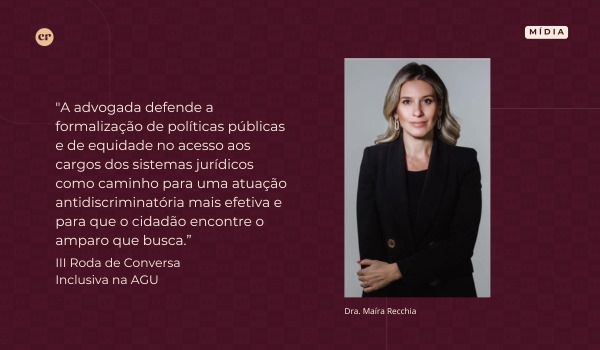 er
MÍDIA
"A advogada defende a
formalização de políticas públicas
e de equidade no acesso aos
cargos dos sistemas jurídicos
como caminho para uma atuação
antidiscriminatória mais efetiva e
para que o cidadão encontre o
amparo que busca.”
III Roda de Conversa
Inclusiva na AGU
Dra. Maíra Recchia